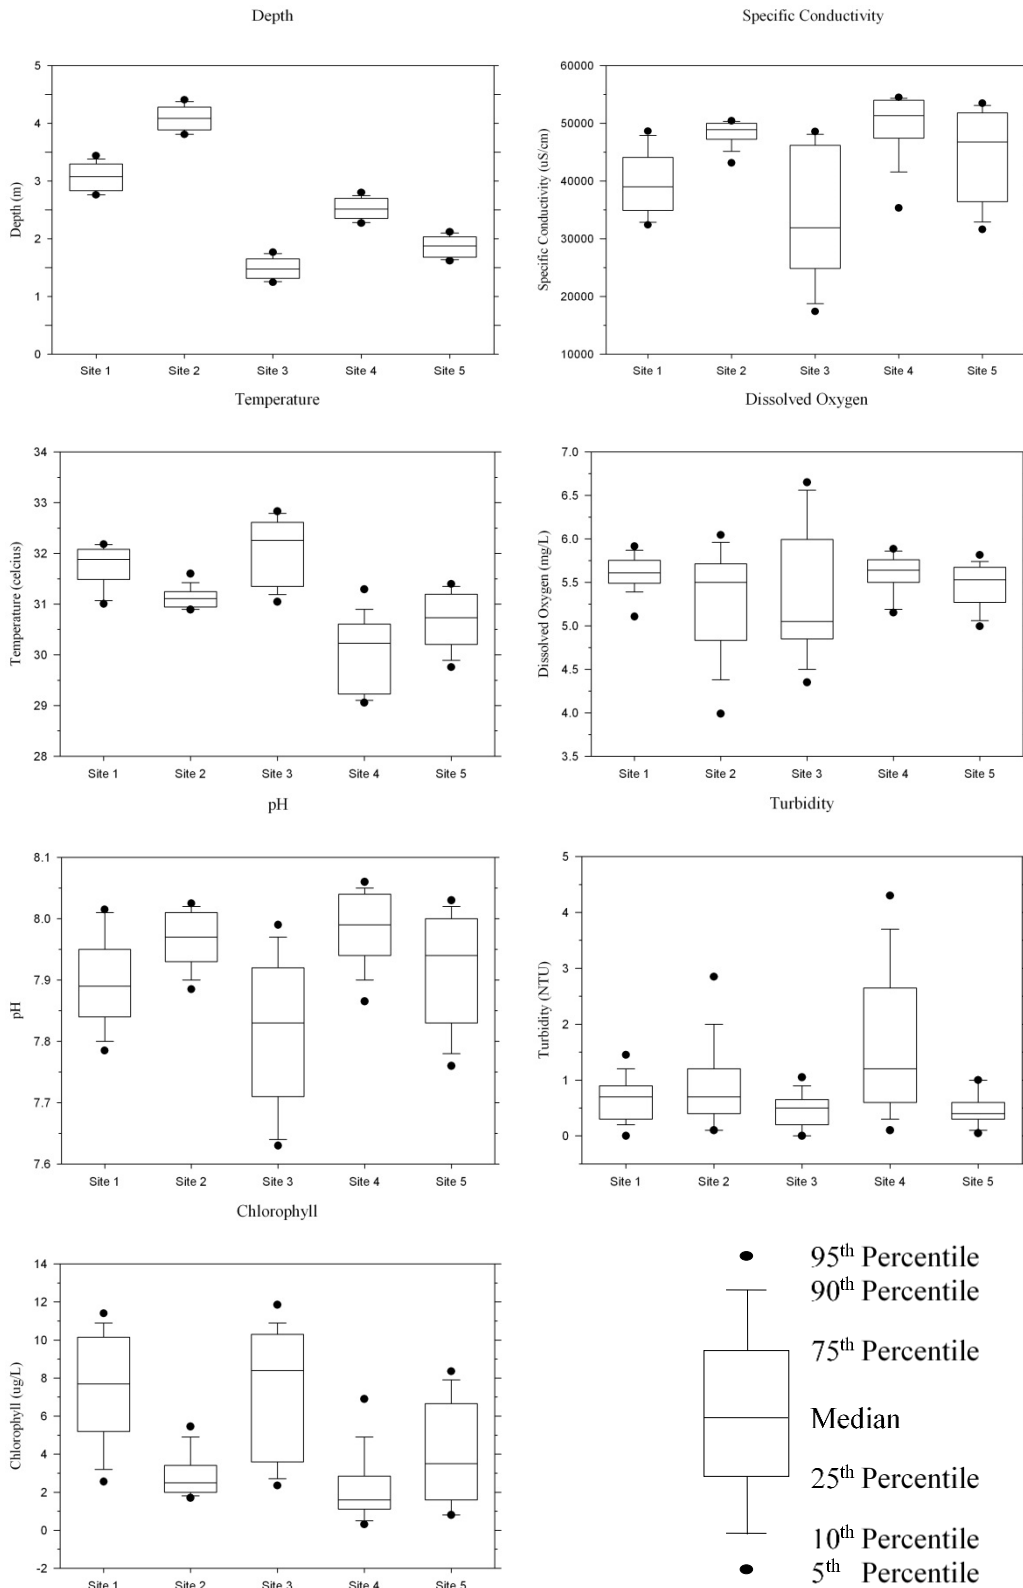 Depth
5
4
3
2
1
0
Depth (m)
Site 1 Site 2 Site 3 Site 4 Site 5
Specific Conductivity
60000
50000
40000
30000
20000
10000
Specific Conductivity (uS/cm)
Site 1 Site 2 Site 3 Site 4 Site 5
Temperature
34
33
32
31
30
29
28
Temperature (celcius)
Site 1 Site 2 Site 3 Site 4 Site 5
Dissolved Oxygen
7.0
6.5
6.0
5.5
5.0
4.5
4.0
3.5
Dissolved Oxygen (mg/L)
Site 1 Site 2 Site 3 Site 4 Site 5
pH
8.1
8.0
7.9
7.8
7.7
7.6
pH
Site 1 Site 2 Site 3 Site 4 Site 5
Turbidity
5
4
3
2
1
0
Turbidity (NTU)
Site 1 Site 2 Site 3 Site 4 Site 5
Chlorophyll
14
12
10
8
6
4
2
0
-2
Chlorophyll (ug/L)
Site 1 Site 2 Site 3 Site 4 Site 5
95th Percentile
90th Percentile
75th Percentile
Median
25th Percentile
10th Percentile
5th Percentile